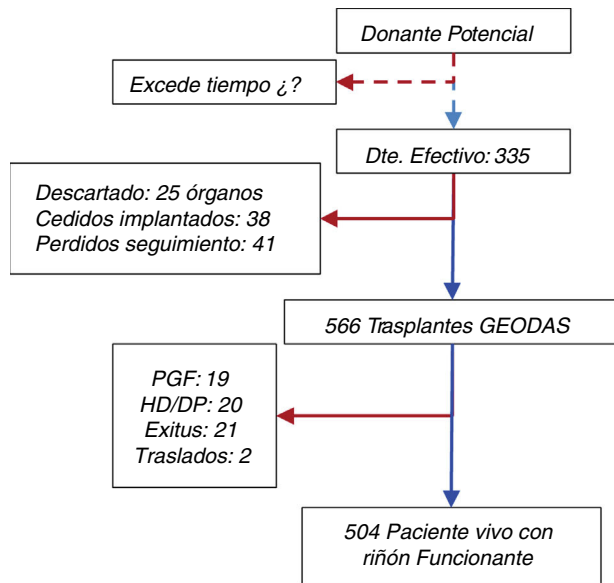 Donante Potencial
Excede tiempo ¿?
Dte. Efectivo: 335
Descartado: 25 órganos
Cedidos implantados: 38
Perdidos seguimiento: 41
566 Trasplantes GEODAS
PGF: 19
HD/DP: 20
Exitus: 21
Traslados: 2
504 Paciente vivo con
riñón Funcionante